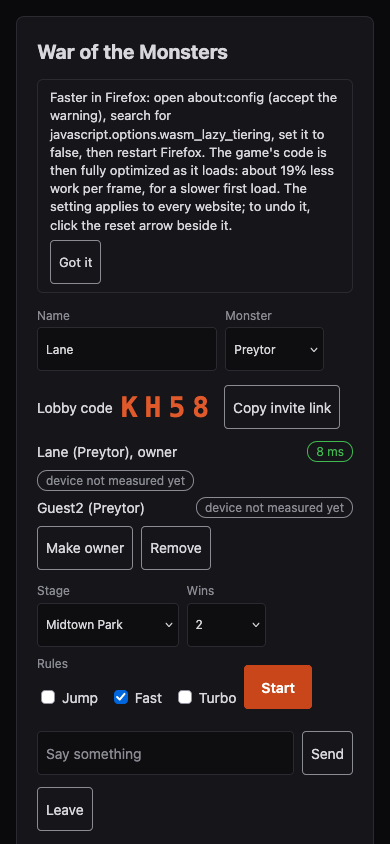 War of the Monsters
Faster in Firefox: open about:config (accept the
warning), search for
javascript.options.wasm_lazy_tiering, set it to
false, then restart Firefox. The game's code is
then fully optimized as it loads: about 19% less
work per frame, for a slower first load. The
setting applies to every website; to undo it,
click the reset arrow beside it.
Got it
Name Monster
Lane Preytor
Lobby code KH58 Copy invite link
Lane (Preytor), owner 8 ms
device not measured yet
Guest2 (Preytor) device not measured yet
Make owner Remove
Stage Wins
Midtown Park 2
Rules
Jump Fast Turbo Start
Say something Send
Leave